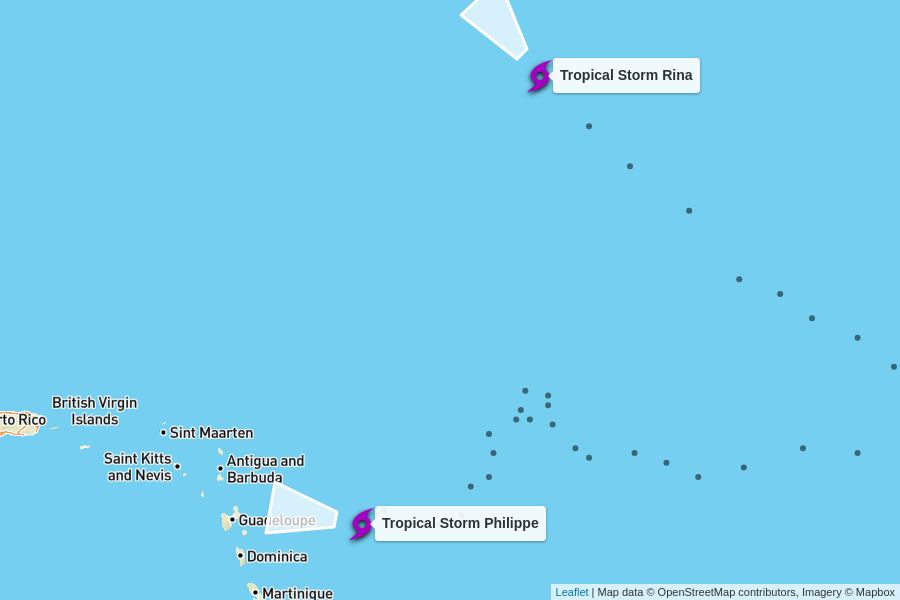 Tropical Storm Rina
British Virgin
Islands
rto Rico
Sint Maarten
Saint Kitts
and Nevis
Antigua and
Barbuda
Guadeloupe
Tropical Storm Philippe
Dominica
Martinique
Leaflet | Map data © OpenStreetMap contributors, Imagery © Mapbox